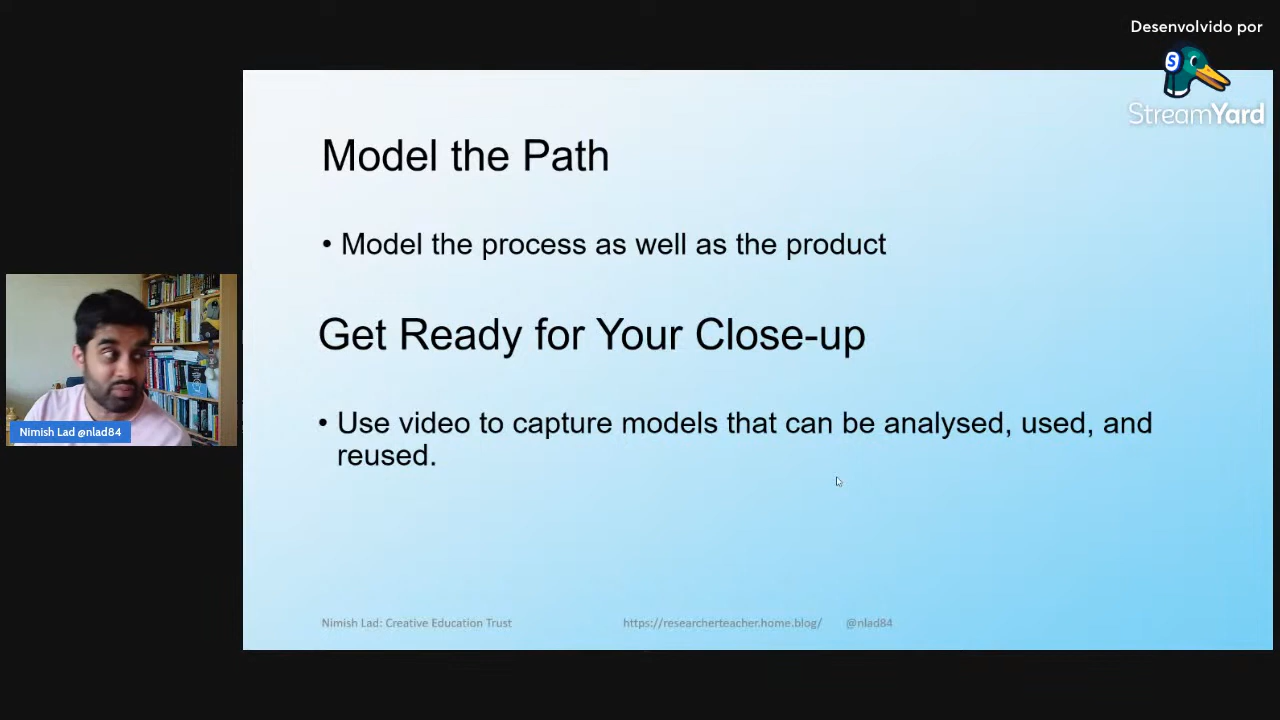 Desenvolvido por
StreamYard
Model the Path
• Model the process as well as the product
Get Ready for Your Close-up
• Use video to capture models that can be analysed, used, and
reused.
Nimish Lad @nlad84
Nimish Lad: Creative Education Trust https://researcherteacher.home.blog/ @nlad84